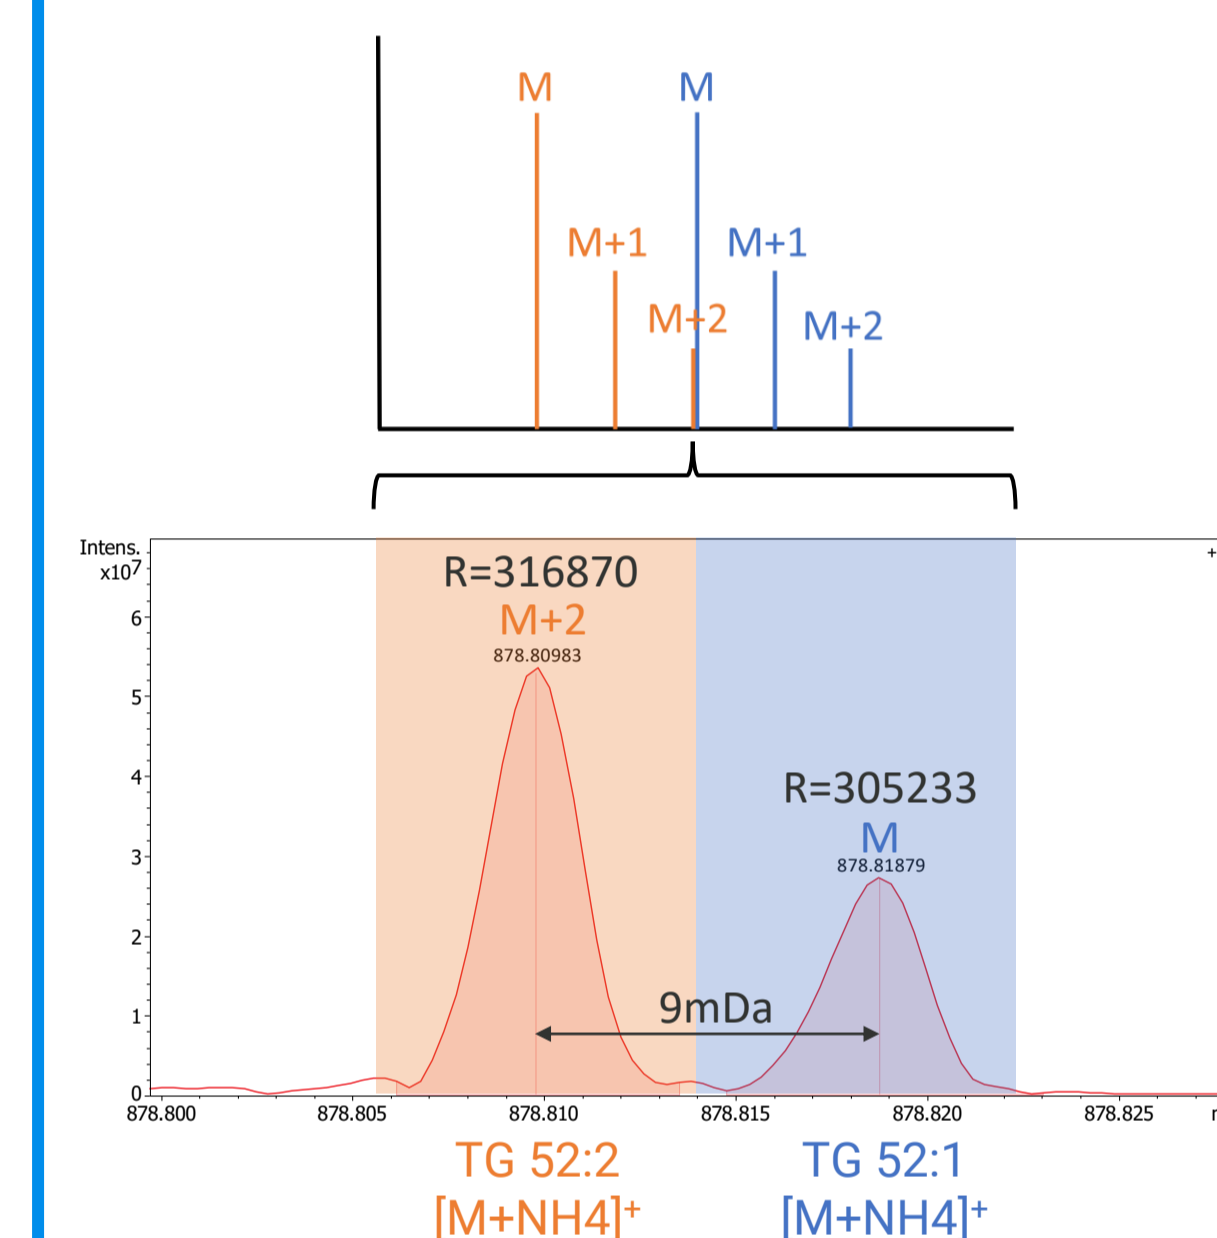 M M
M+1 M+1
M+2 M+2
Intens.
x10⁷
R=316870
M+2
878.80983
6
5
4
R=305233
M
878.81879
3
2
1
9mDa
0
878.800 878.805 878.810 878.815 878.820 878.825
TG 52:2 TG 52:1
[M+NH4]⁺ [M+NH4]⁺